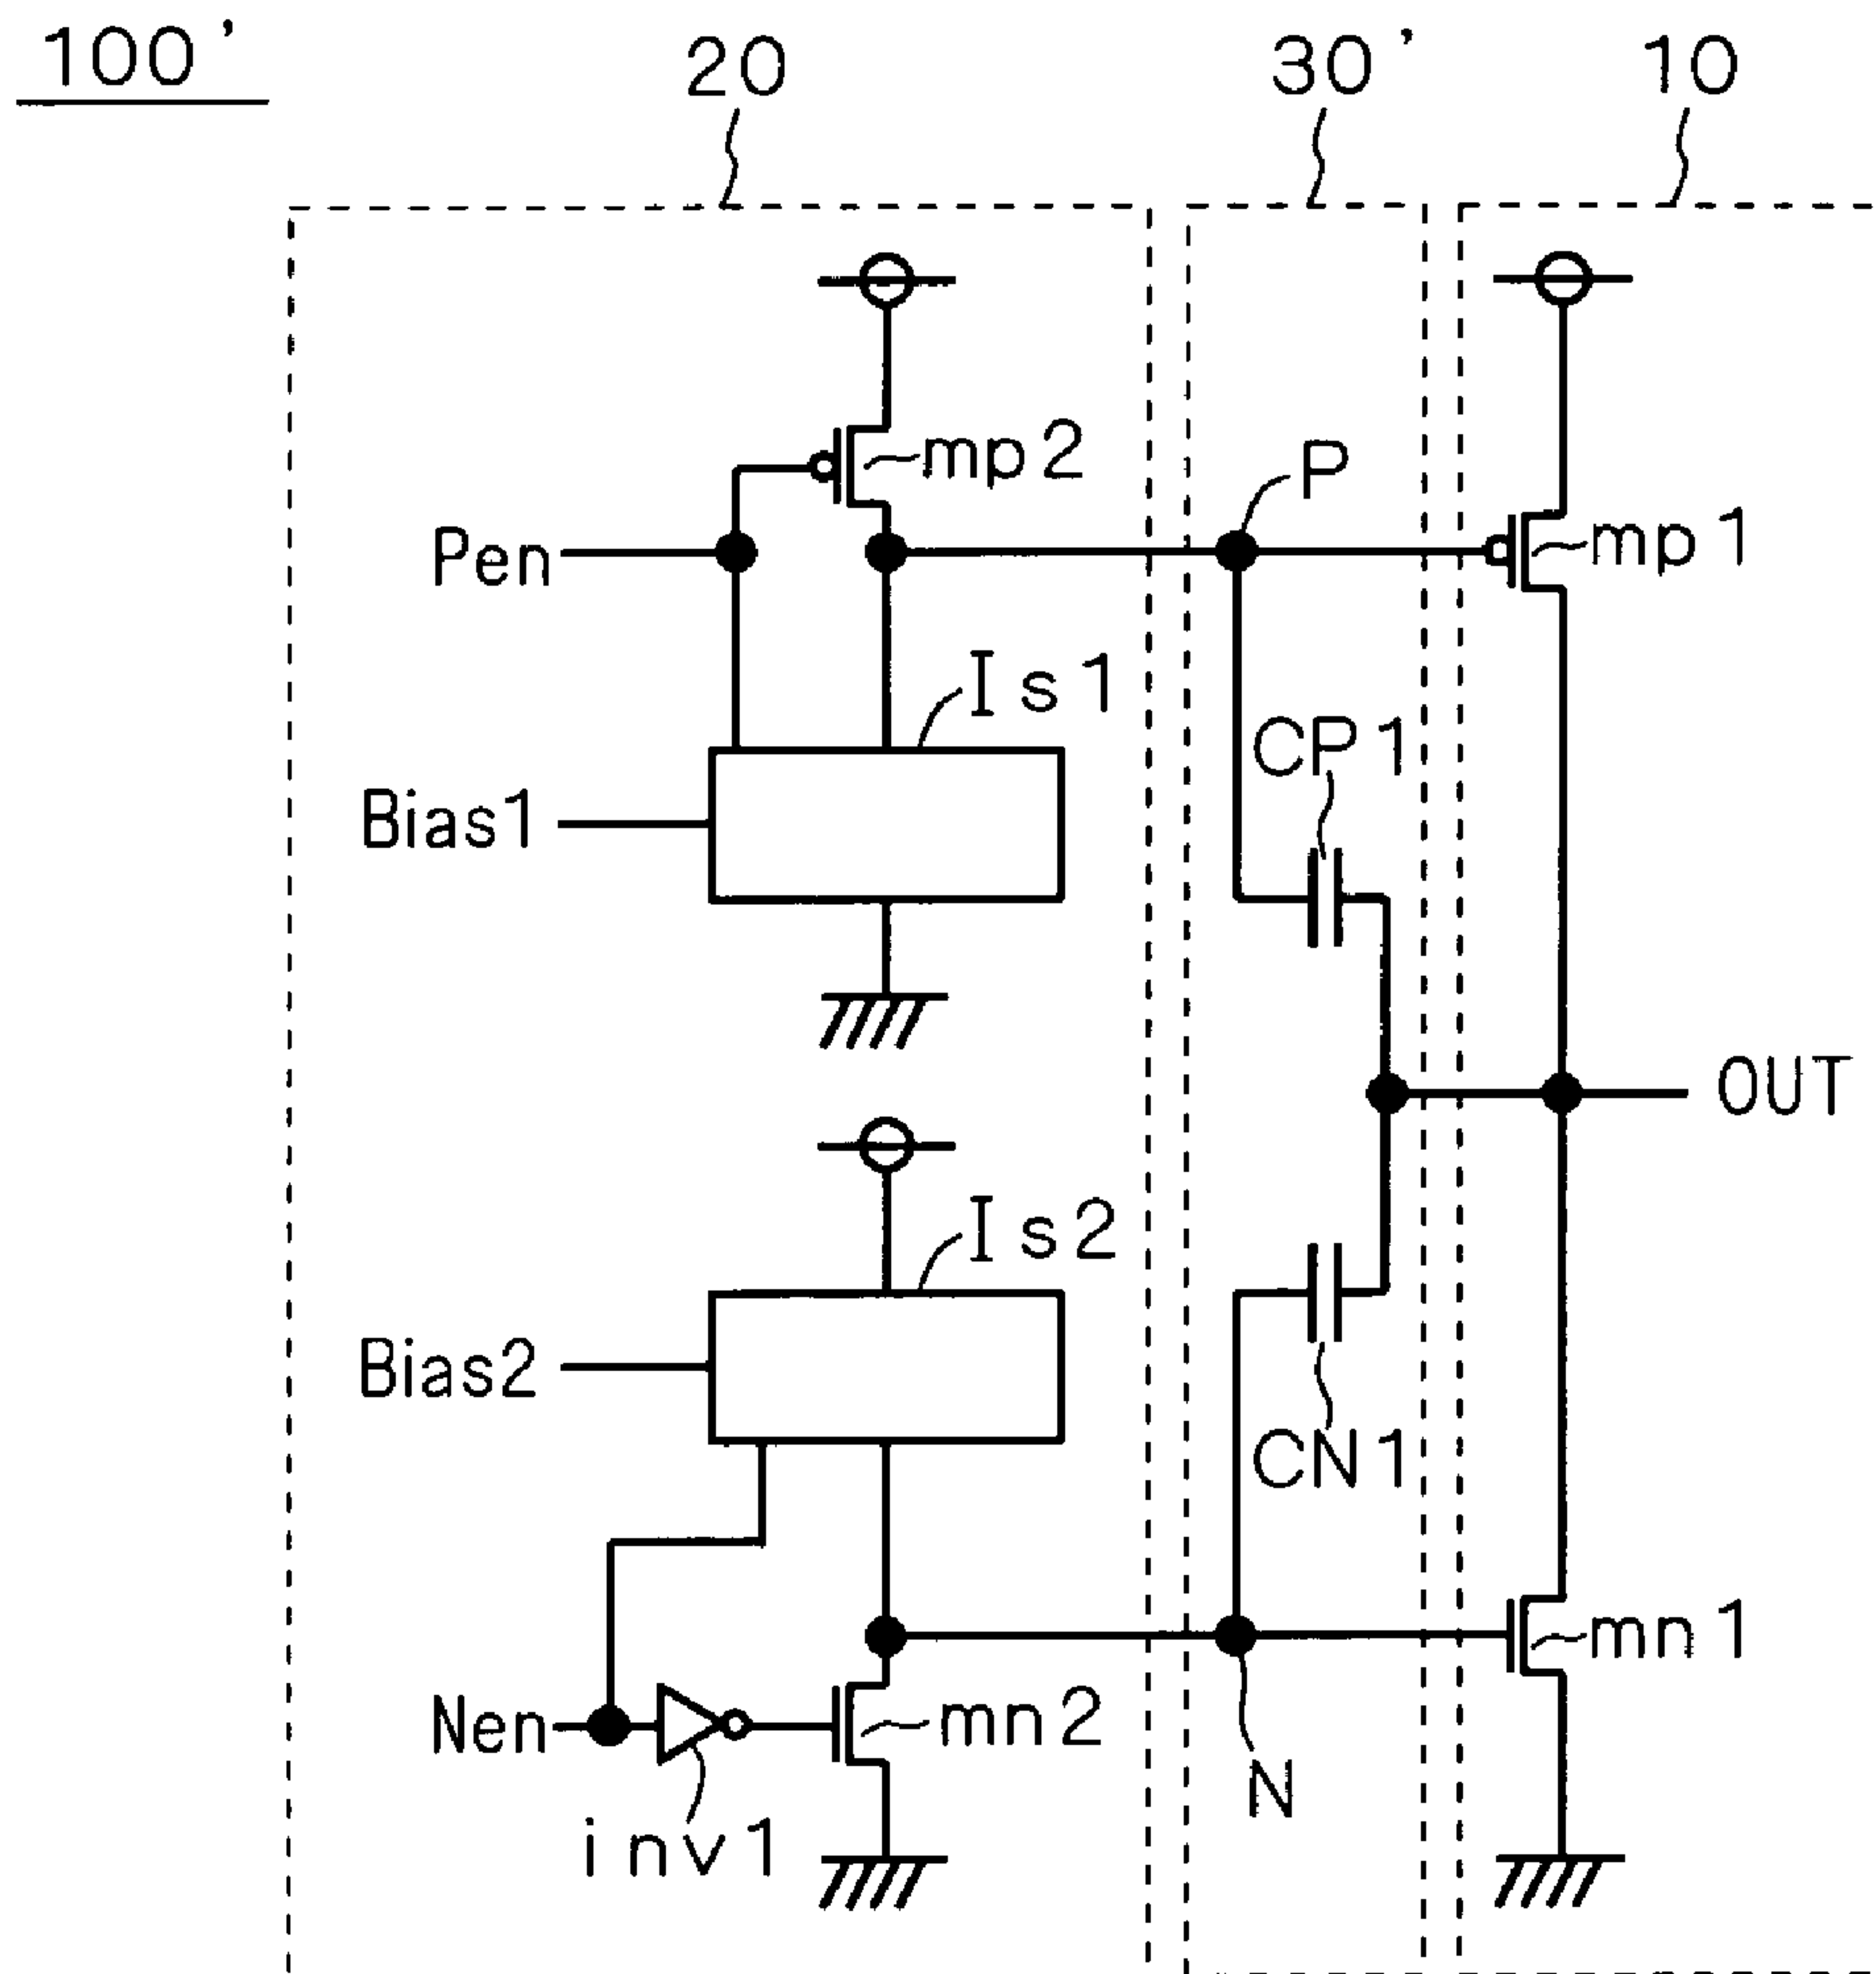 100'
20
30'
10
mp2
P
mp1
Pen
Is1
CP1
Bias1
OUT
Is2
Bias2
CN1
mn1
Nen
mn2
N
inv1